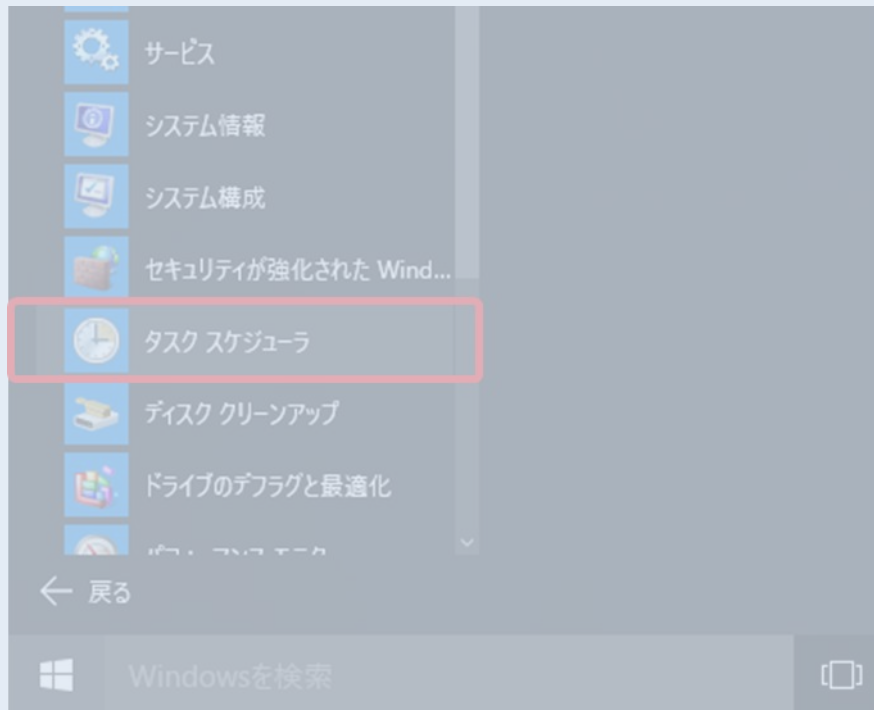 サービス
システム情報
システム構成
セキュリティが強化された Wind...
タスク スケジューラ
ディスク クリーンアップ
ドライブのデフラグと最適化
戻る
Windowsを検索